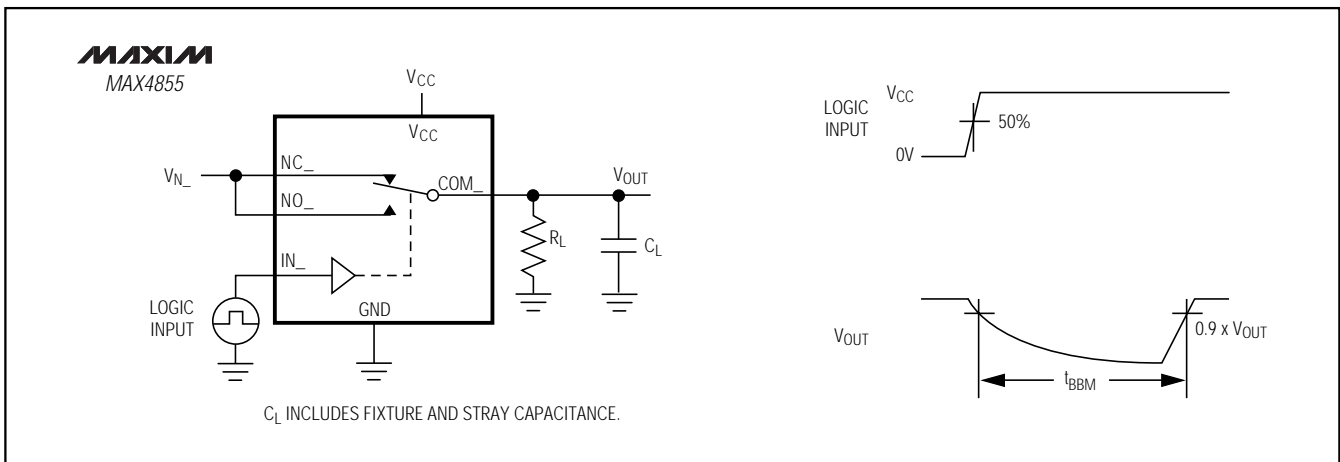 MAXIM
MAX4855
VCC
VCC
NC_
VN_
COM_
VOUT
NO_
RL
CL
IN_
LOGIC
INPUT
GND
CL INCLUDES FIXTURE AND STRAY CAPACITANCE.
LOGIC
INPUT
VCC
50%
0V
VOUT
0.9 x VOUT
tBBM